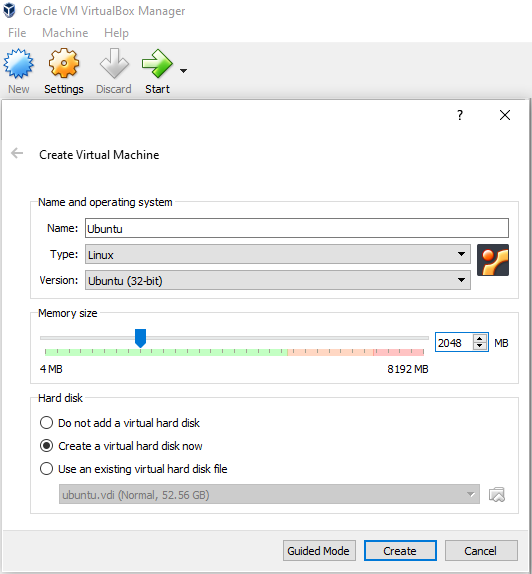 Oracle VM VirtualBox Manager
File Machine Help
New Settings Discard Start
?
Create Virtual Machine
Name and operating system
Name: Ubuntu
Type: Linux
Version: Ubuntu (32-bit)
Memory size
2048 MB
4 MB 8192 MB
Hard disk
Do not add a virtual hard disk
Create a virtual hard disk now
Use an existing virtual hard disk file
ubuntu.vdi (Normal, 52.56 GB)
Guided Mode Create Cancel